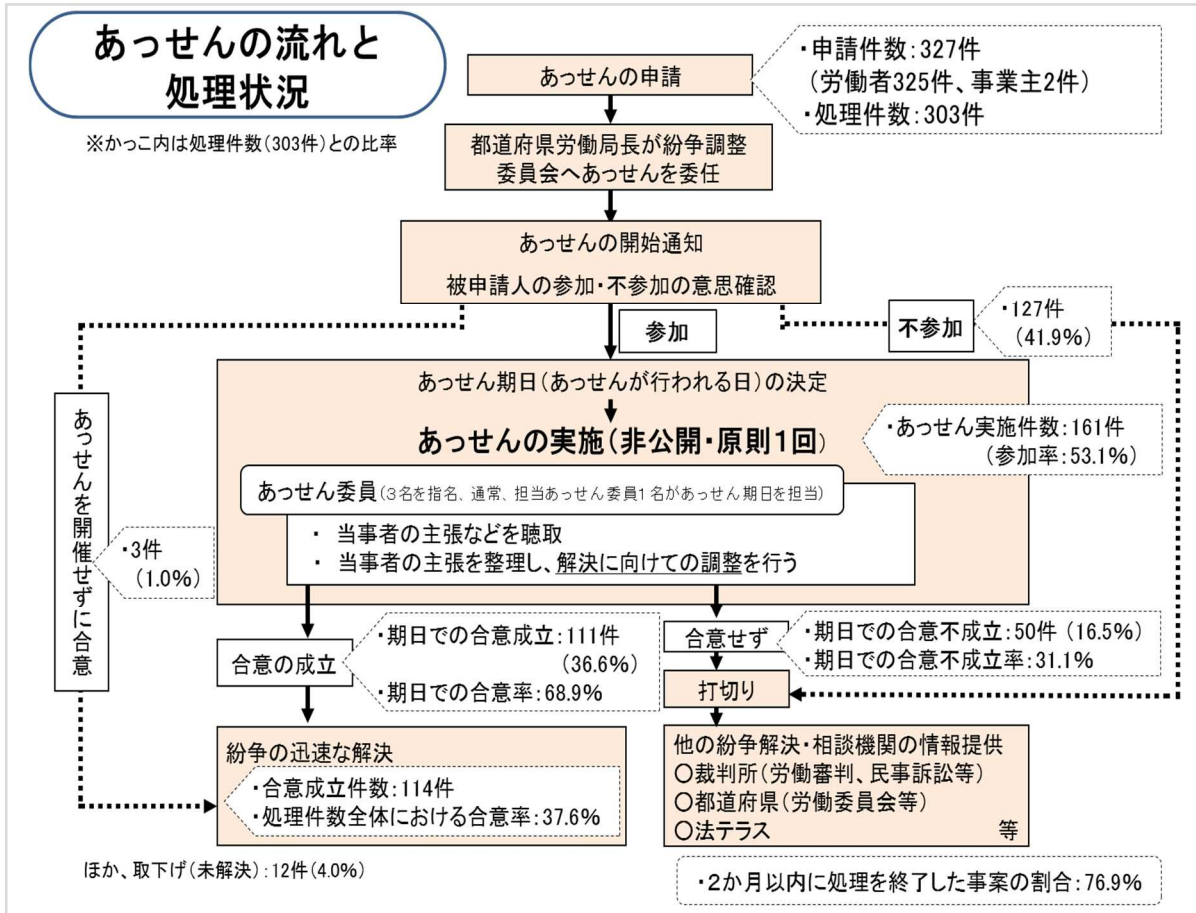 あっせんの流れと
処理状況
※かっこ内は処理件数(303件)との比率
あっせんの申請
・申請件数:327件
(労働者325件、事業主2件)
・処理件数:303件
都道府県労働局長が紛争調整
委員会へあっせんを委任
あっせんの開始通知
被申請人の参加・不参加の意思確認
参加
不参加
・127件
(41.9%)
あっせん期日(あっせんが行われる日)の決定
あっせんの実施(非公開・原則1回)
・あっせん実施件数:161件
(参加率:53.1%)
あっせん委員(3名を指名、通常、担当あっせん委員1名があっせん期日を担当)
・ 当事者の主張などを聴取
・ 当事者の主張を整理し、解決に向けての調整を行う
あっせんを開催せずに合意
・3件
(1.0%)
合意の成立
・期日での合意成立:111件
(36.6%)
・期日での合意率:68.9%
合意せず
・期日での合意不成立:50件(16.5%)
・期日での合意不成立率:31.1%
打切り
紛争の迅速な解決
・合意成立件数:114件
・処理件数全体における合意率:37.6%
他の紛争解決・相談機関の情報提供
○裁判所(労働審判、民事訴訟等)
○都道府県(労働委員会等)
○法テラス 等
ほか、取下げ(未解決):12件(4.0%)
・2か月以内に処理を終了した事案の割合:76.9%